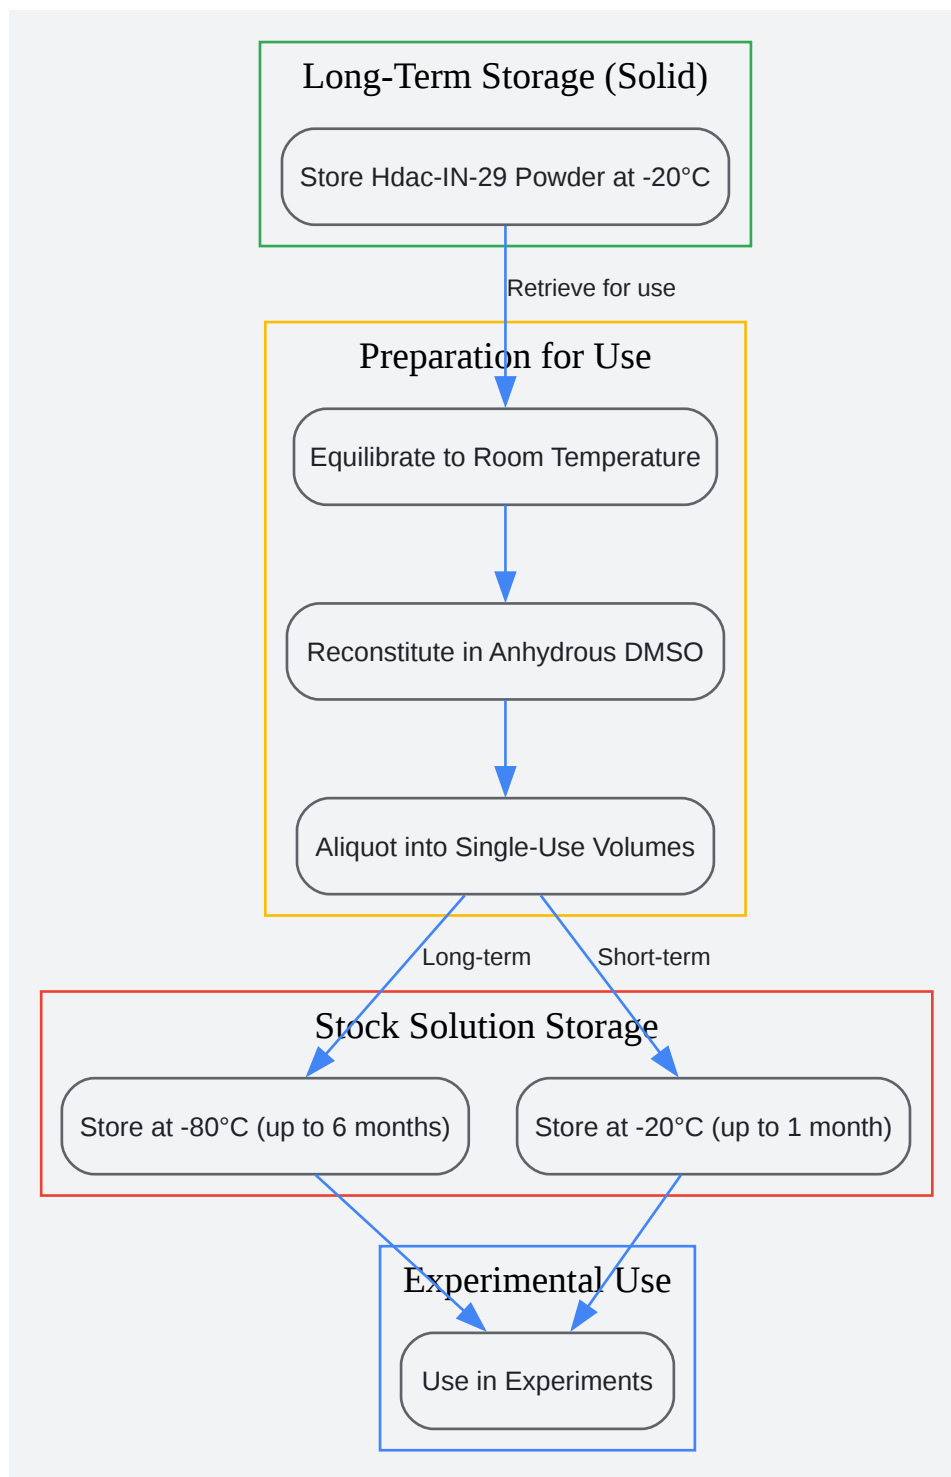 Long-Term Storage (Solid)
Store Hdac-IN-29 Powder at -20°C
Retrieve for use
Preparation for Use
Equilibrate to Room Temperature
Reconstitute in Anhydrous DMSO
Aliquot into Single-Use Volumes
Long-term
Short-term
Stock Solution Storage
Store at -80°C (up to 6 months)
Store at -20°C (up to 1 month)
Experimental Use
Use in Experiments